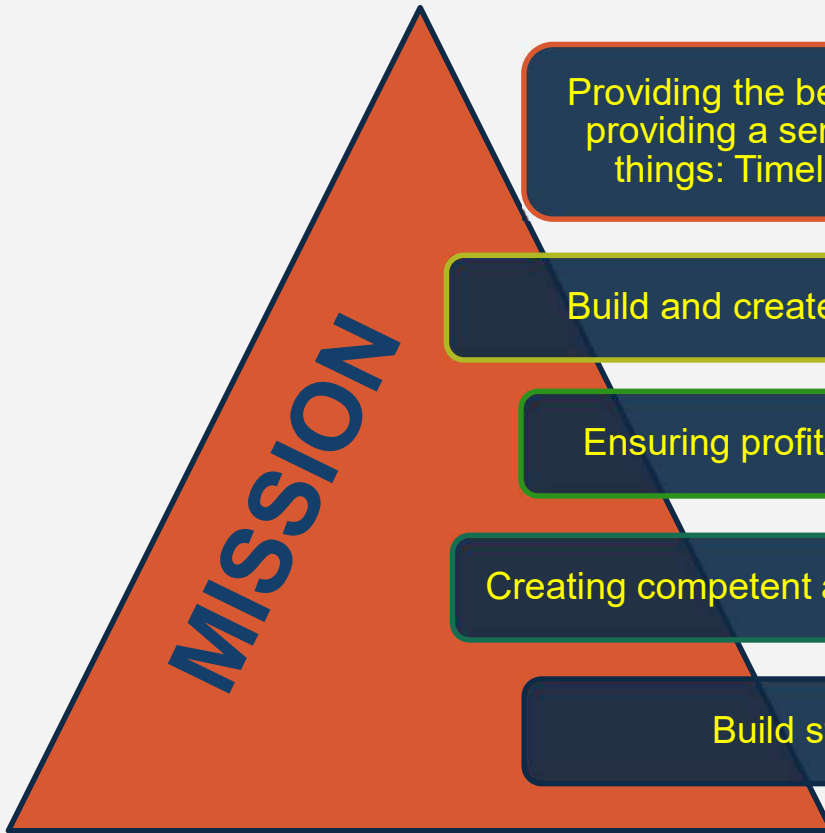 Providing the be
providing a ser
things: Timel
Build and create
Ensuring profit
Creating competent a
Build s
MISSION